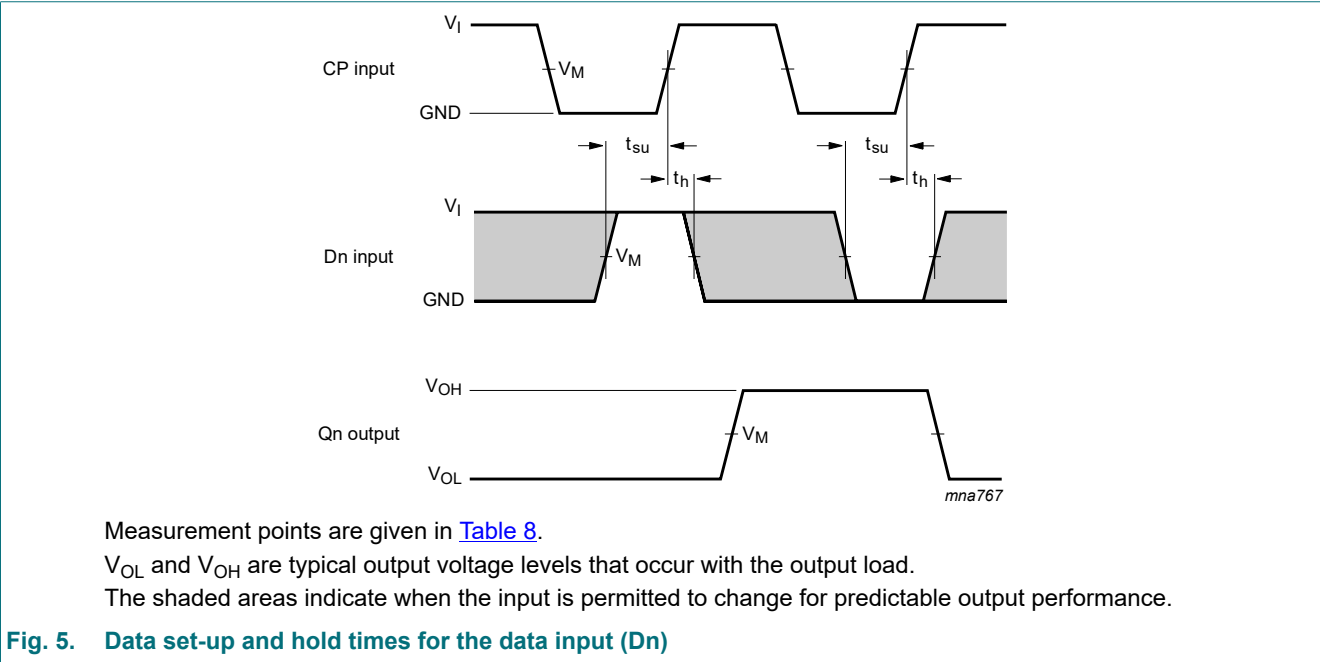 VI
CP input
VM
GND
tsu
tsu
th
th
VI
Dn input
VM
GND
VOH
Qn output
VM
VOL
mna767
Measurement points are given in Table 8.
VOL and VOH are typical output voltage levels that occur with the output load.
The shaded areas indicate when the input is permitted to change for predictable output performance.
Fig. 5. Data set-up and hold times for the data input (Dn)